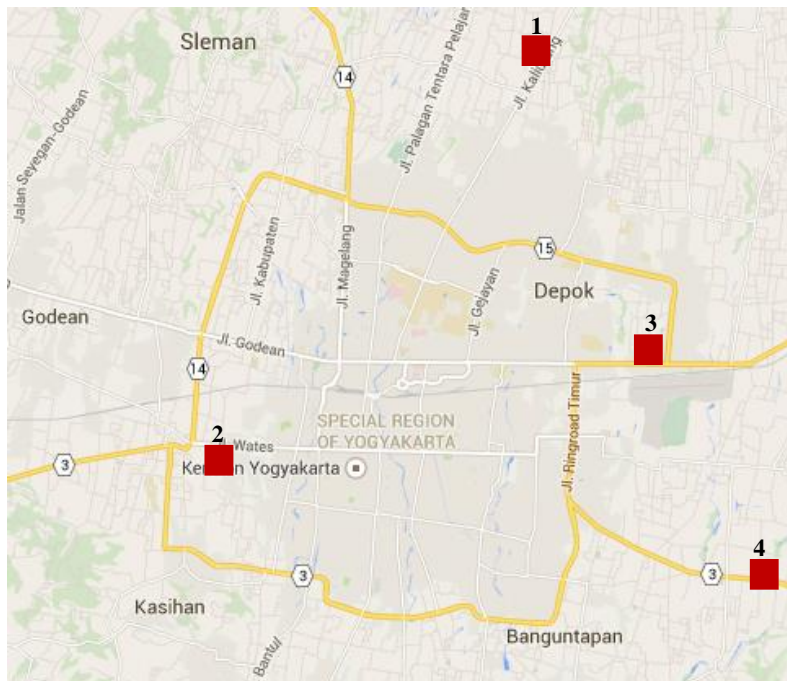 1
Sleman
14
Jl. Palagan Tentara Pelajar
Jl. Kaliurang
Jalan Seyegan-Godean
Jl. Kabupaten
Jl. Magelang
15
Depok
Jl. Gejayan
Godean
3
Jl. Godean
14
Jl. Ringroad Timur
SPECIAL REGION
OF YOGYAKARTA
2
Wates
3
Yogyakarta
4
3
3
Kasihan
Bantul
Banguntapan